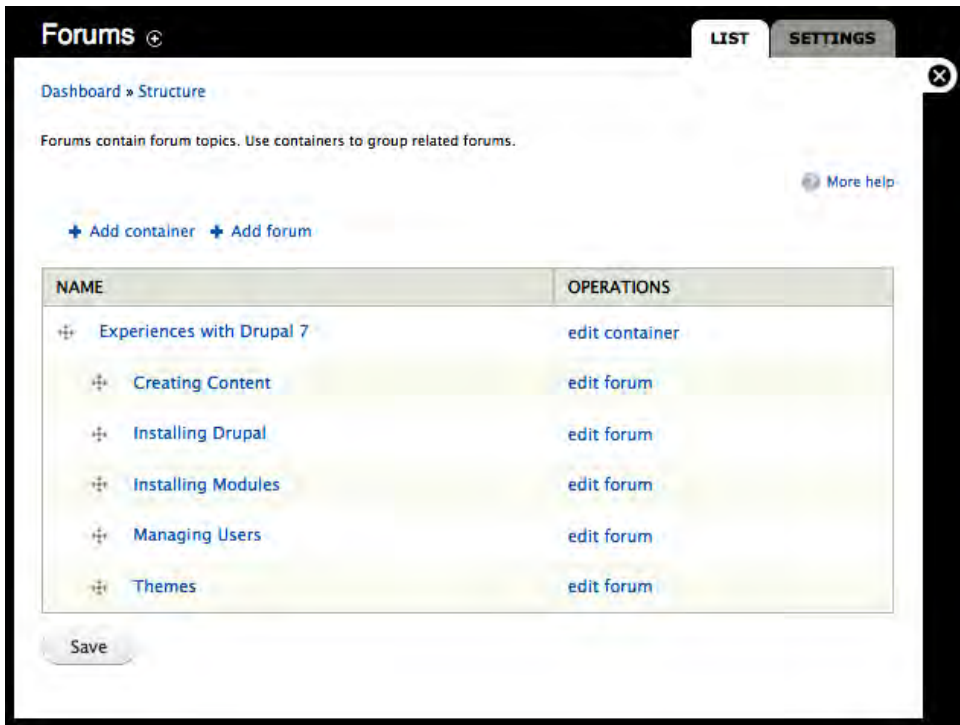 Forums
LIST
SETTINGS
Dashboard » Structure
Forums contain forum topics. Use containers to group related forums.
More help
Add container
Add forum
NAME
OPERATIONS
Experiences with Drupal 7
edit container
Creating Content
edit forum
Installing Drupal
edit forum
Installing Modules
edit forum
Managing Users
edit forum
Themes
edit forum
Save